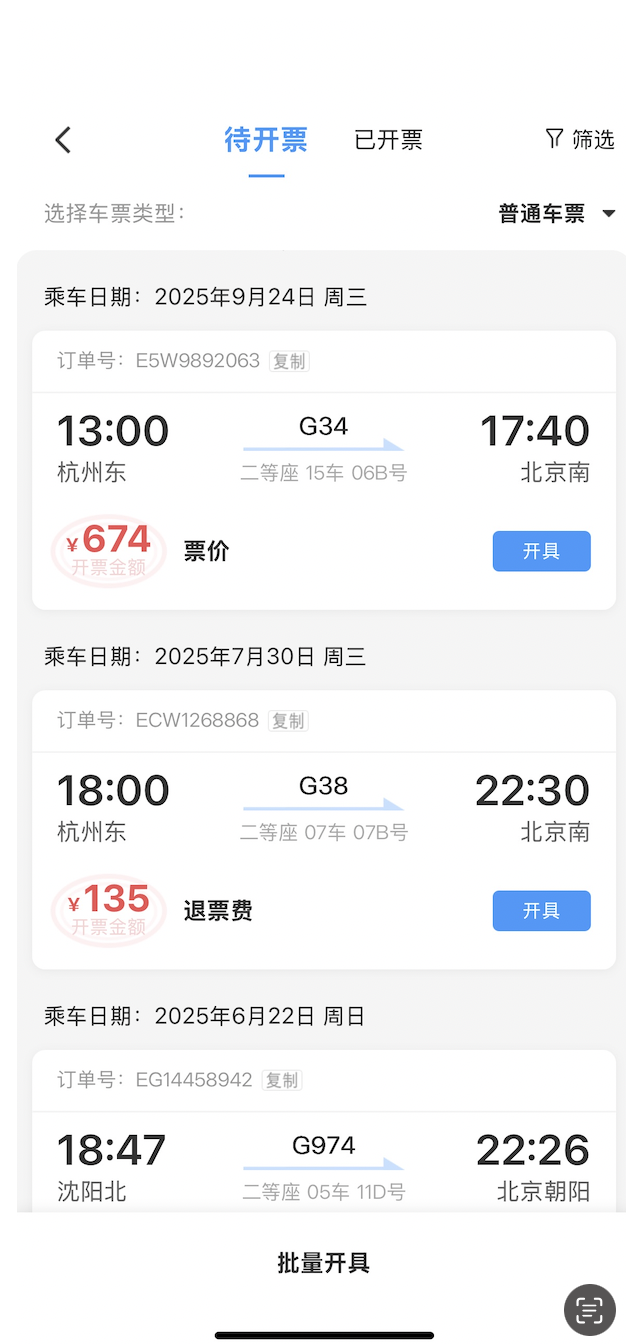 待开票 已开票 筛选
选择车票类型: 普通车票
乘车日期: 2025年9月24日 周三
订单号: E5W9892063 复制
13:00 G34 17:40
杭州东 二等座 15车 06B号 北京南
¥674 票价 开具
开票金额
乘车日期: 2025年7月30日 周三
订单号: ECW1268868 复制
18:00 G38 22:30
杭州东 二等座 07车 07B号 北京南
¥135 退票费 开具
开票金额
乘车日期: 2025年6月22日 周日
订单号: EG14458942 复制
18:47 G974 22:26
沈阳北 二等座 05车 11D号 北京朝阳
批量开具